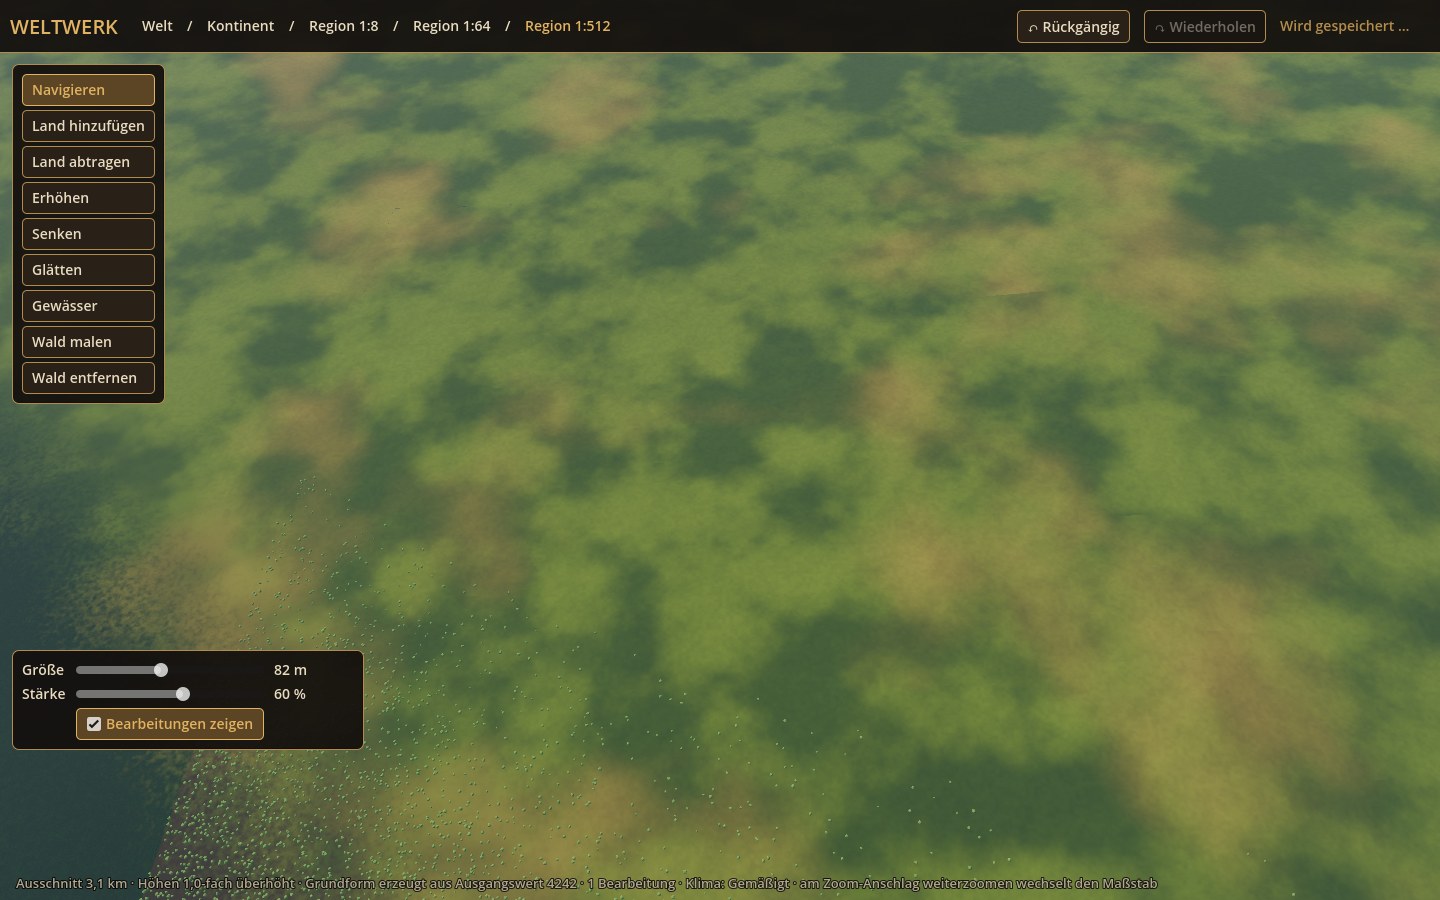 WELTWERK Welt / Kontinent / Region 1:8 / Region 1:64 / Region 1:512 Rückgängig Wiederholen Wird gespeichert ...
Navigieren
Land hinzufügen
Land abtragen
Erhöhen
Senken
Glätten
Gewässer
Wald malen
Wald entfernen
Größe 82 m
Stärke 60 %
Bearbeitungen zeigen
Ausschnitt 3,1 km · Höhen 1,0-fach überhöht · Grundform erzeugt aus Ausgangswert 4242 · 1 Bearbeitung · Klima: Gemäßigt · am Zoom-Anschlag weiterzoomen wechselt den Maßstab